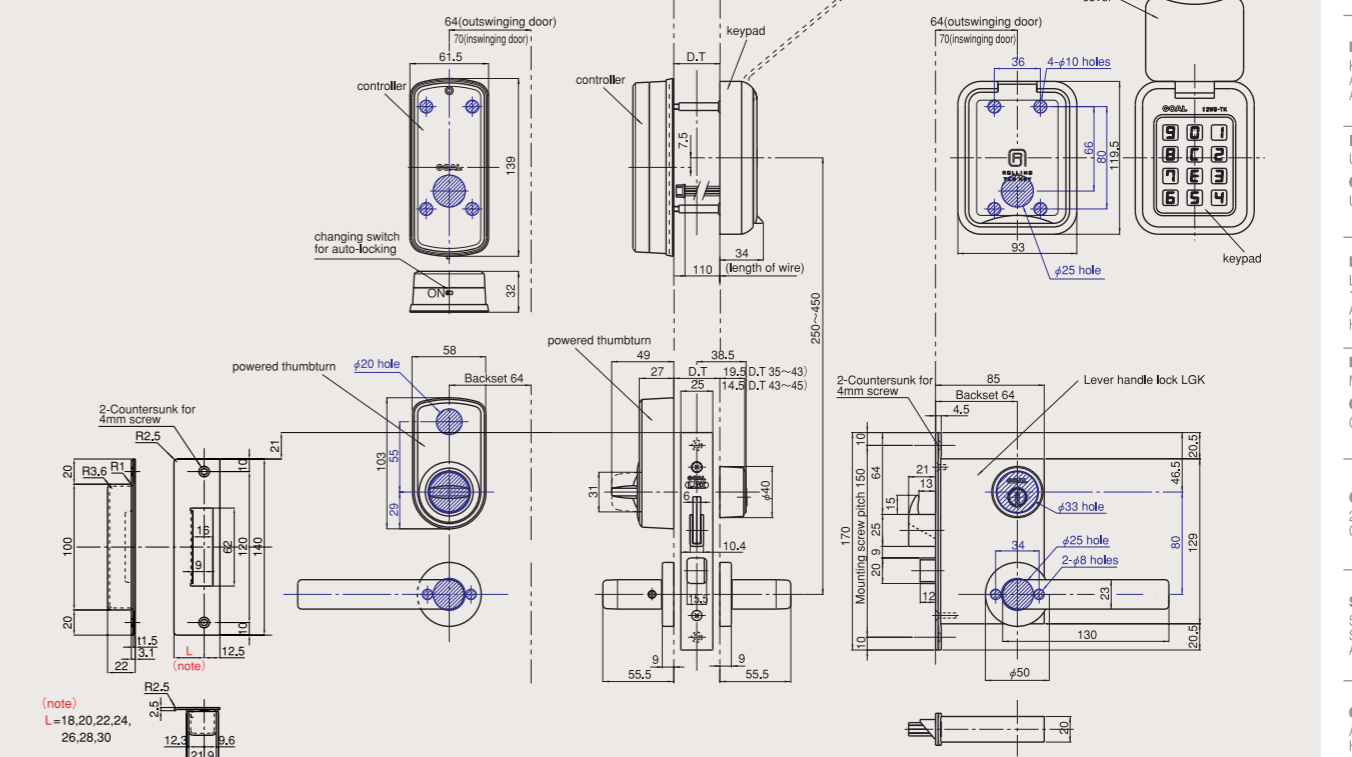 64(outswinging door)
70(inswinging door)
61.5
controller
139
changing switch
for auto-locking
ON
32
keypad
D.T
controller
7.5
34
110
(length of wire)
250～450
64(outswinging door)
70(inswinging door)
36
4-φ10 holes
66
80
119.5
93
φ25 hole
GOAL
9 0 1
8 C 2
7 E 3
6 5 4
keypad
powered thumbturn
φ20 hole
58
Backset 64
103
55
29
21
2-Countersunk for
4mm screw
R2.5
R3.6
R1
20
100
20
t1.5
3.1
22
10
15
9
62
120
140
10
L
(note)
12.5
(note)
L=18,20,22,24,
26,28,30
R2.5
2.5
12.3
9.6
21.9
powered thumbturn
49
27
D.T
38.5
19.5(D.T 35～43)
14.5(D.T 43～45)
25
31
GOAL
6
φ40
10.4
15.5
9
9
55.5
55.5
2-Countersunk for
4mm screw
85
Backset 64
4.5
Lever handle lock LGK
170
Mounting screw pitch 150
10
64
21
13
15
25
9
20
12
10
GOAL
φ33 hole
34
φ25 hole
2-φ8 holes
23
130
φ50
20.5
46.5
80
129
20.5
20